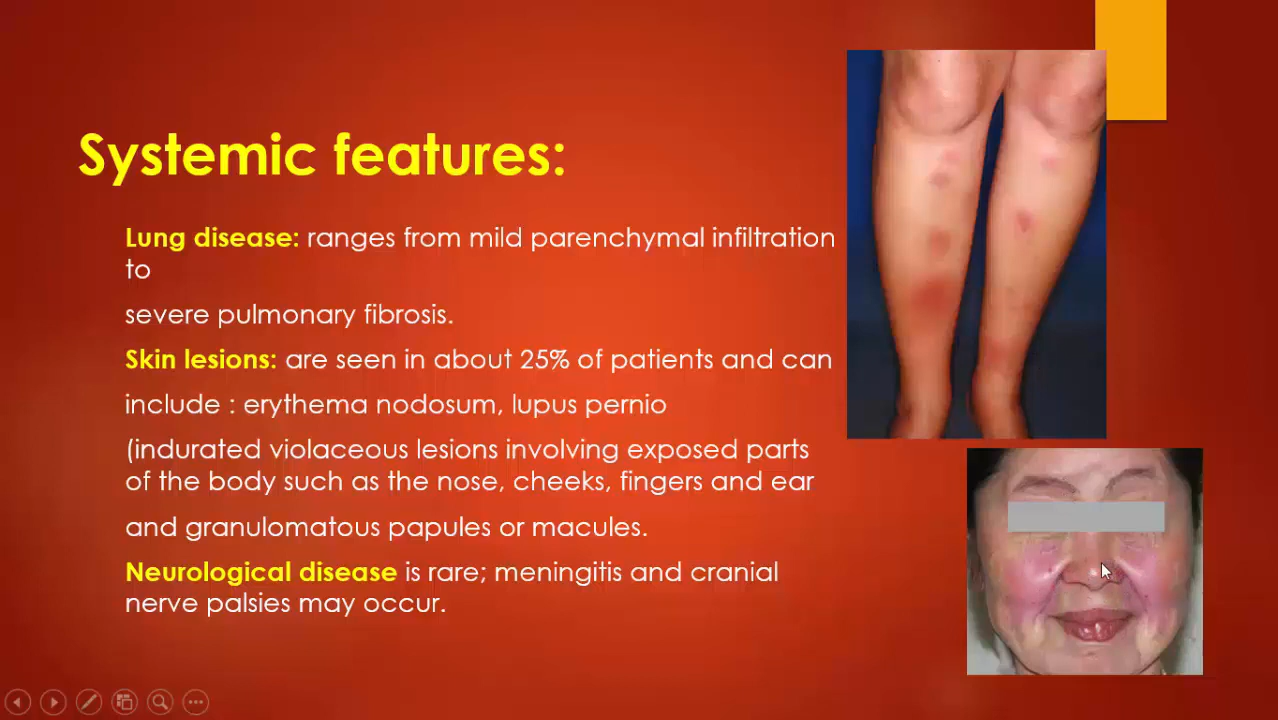 Systemic features:
Lung disease: ranges from mild parenchymal infiltration
to
severe pulmonary fibrosis.
Skin lesions: are seen in about 25% of patients and can
include : erythema nodosum, lupus pernio
(indurated violaceous lesions involving exposed parts
of the body such as the nose, cheeks, fingers and ear
and granulomatous papules or macules.
Neurological disease is rare; meningitis and cranial
nerve palsies may occur.